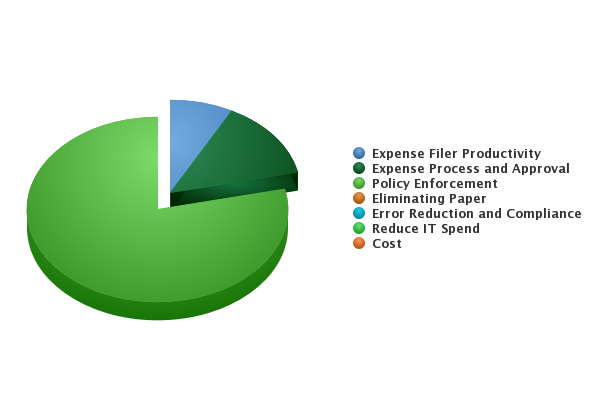 Expense Filer Productivity
Expense Process and Approval
Policy Enforcement
Eliminating Paper
Error Reduction and Compliance
Reduce IT Spend
Cost